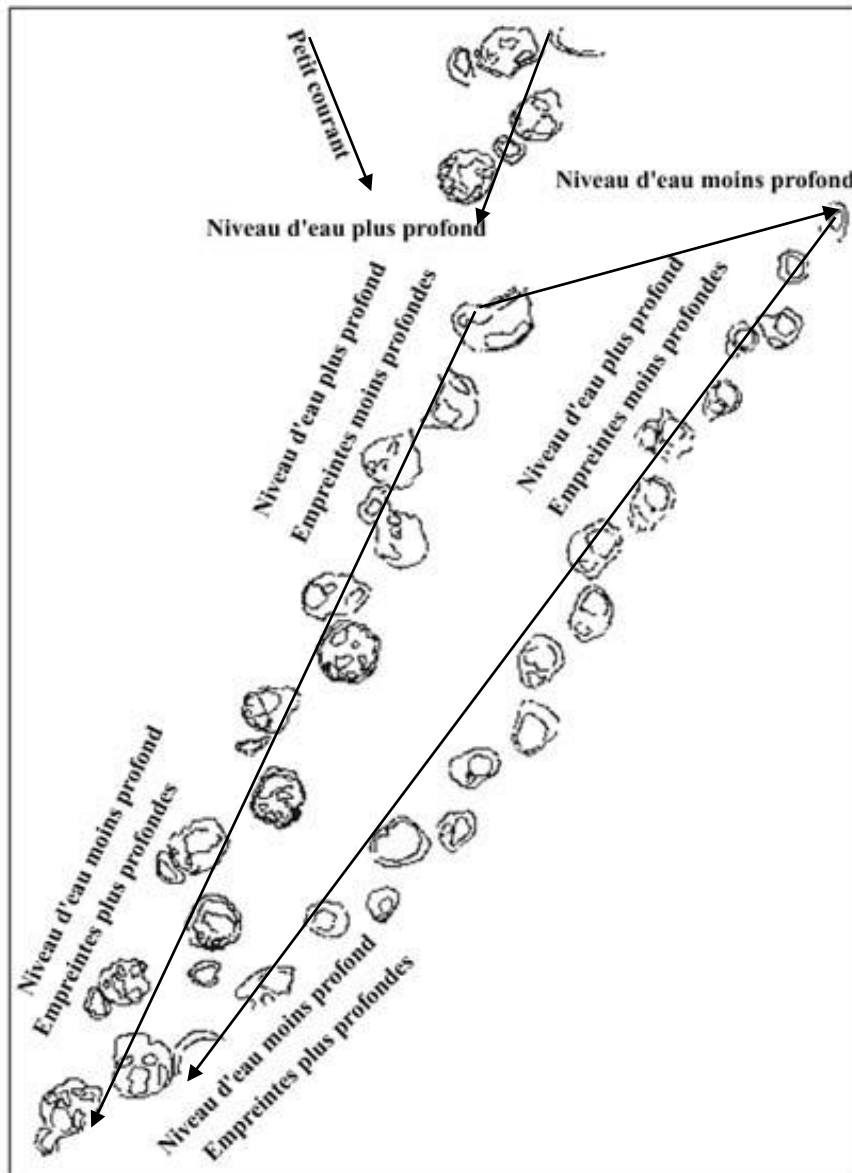 Petit courant
Niveau d'eau moins profond
Niveau d'eau plus profond
Niveau d'eau plus profond
Empreintes moins profondes
Niveau d'eau plus profond
Empreintes moins profondes
Niveau d'eau moins profond
Empreintes plus profondes
Niveau d'eau moins profond
Empreintes plus profondes